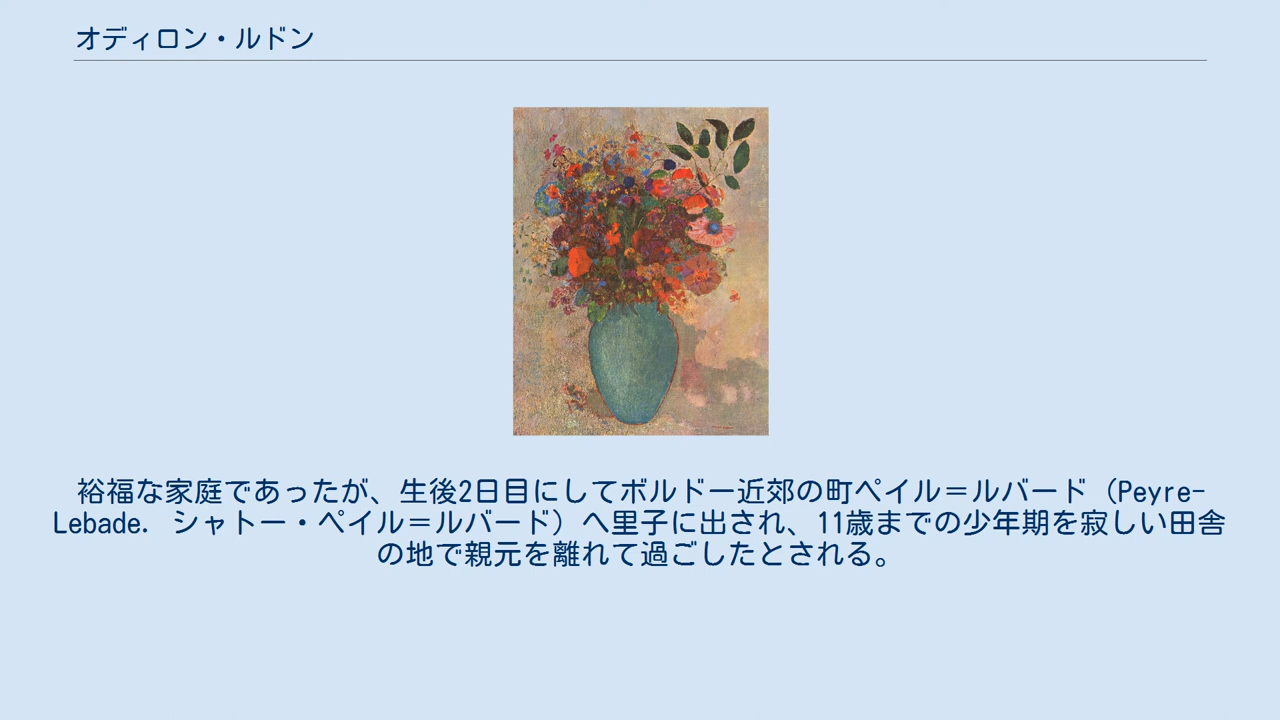 オディロン・ルドン
裕福な家庭であったが、生後2日目にしてボルドー近郊の町ペイル＝ルバード（Peyre-
Lebade. シャトー・ペイル＝ルバード）へ里子に出され、11歳までの少年期を寂しい田舎
の地で親元を離れて過ごしたとされる。